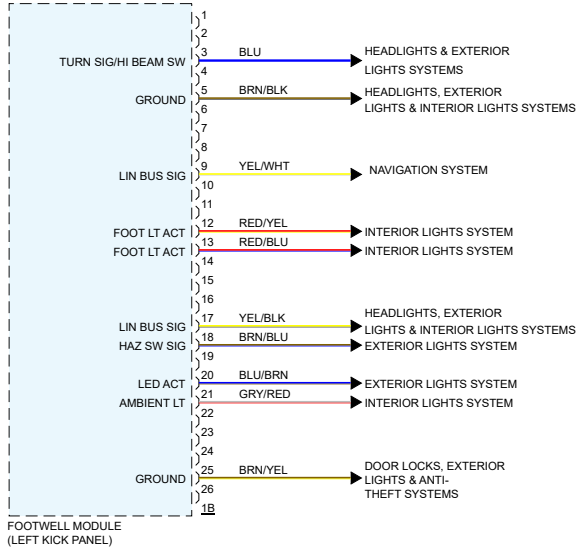 1
2
TURN SIG/HI BEAM SW 3 BLU HEADLIGHTS & EXTERIOR
LIGHTS SYSTEMS
4
GROUND 5 BRN/BLK HEADLIGHTS, EXTERIOR
LIGHTS & INTERIOR LIGHTS SYSTEMS
6
7
8
LIN BUS SIG 9 YEL/WHT NAVIGATION SYSTEM
10
11
FOOT LT ACT 12 RED/YEL INTERIOR LIGHTS SYSTEM
FOOT LT ACT 13 RED/BLU INTERIOR LIGHTS SYSTEM
14
15
16
LIN BUS SIG 17 YEL/BLK HEADLIGHTS, EXTERIOR
LIGHTS & INTERIOR LIGHTS SYSTEMS
HAZ SW SIG 18 BRN/BLU EXTERIOR LIGHTS SYSTEM
19
LED ACT 20 BLU/BRN EXTERIOR LIGHTS SYSTEM
AMBIENT LT 21 GRY/RED INTERIOR LIGHTS SYSTEM
22
23
24
GROUND 25 BRN/YEL DOOR LOCKS, EXTERIOR
LIGHTS & ANTI-
THEFT SYSTEMS
26
1B
FOOTWELL MODULE
(LEFT KICK PANEL)